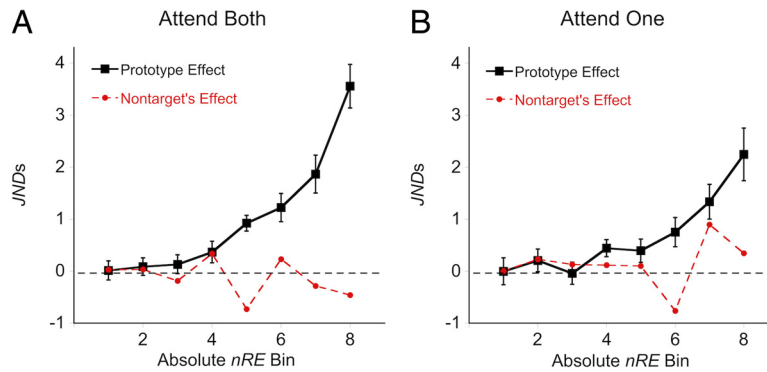 A
Attend Both
Prototype Effect
Nontarget's Effect
JNDs
4
3
2
1
0
-1
2
4
6
8
Absolute nRE Bin
B
Attend One
Prototype Effect
Nontarget's Effect
JNDs
4
3
2
1
0
-1
2
4
6
8
Absolute nRE Bin